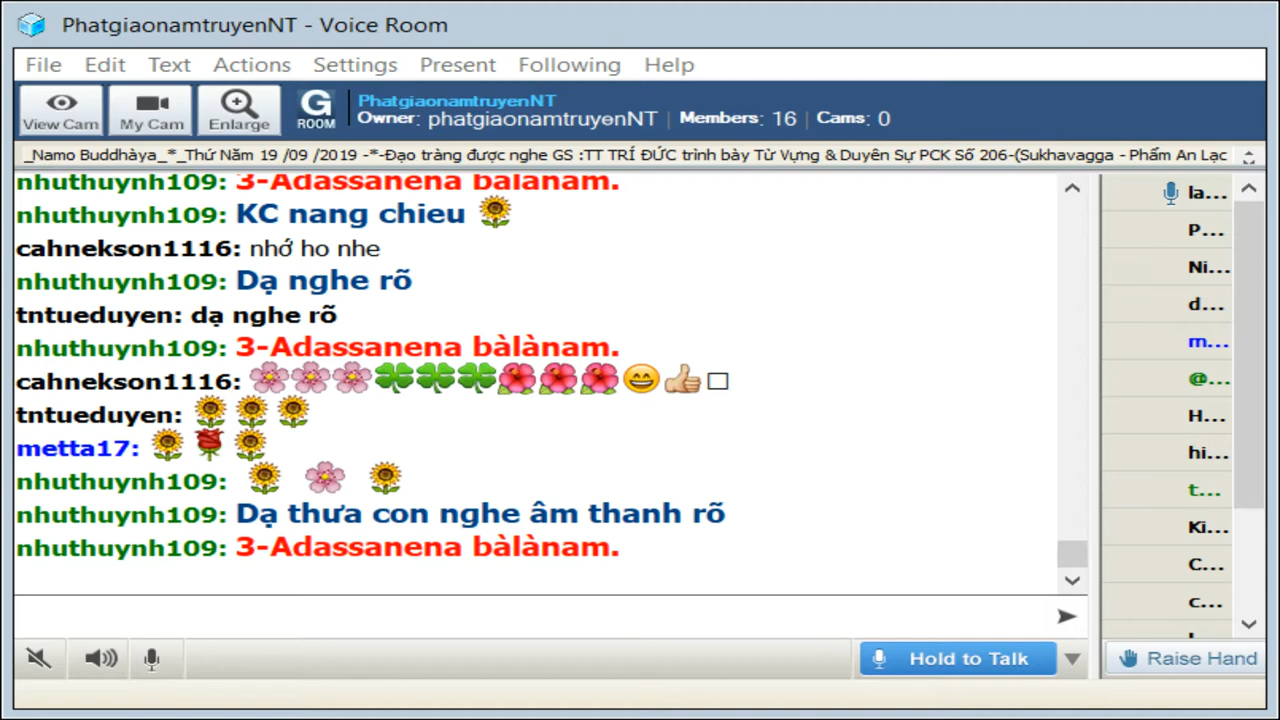 PhatgiaonamtruyenNT - Voice Room
File Edit Text Actions Settings Present Following Help
View Cam My Cam Enlarge G ROOM
PhatgiaonamtruyenNT
Owner: phatgiaonamtruyenNT | Members: 16 | Cams: 0
_Namo Buddhàya_*_Thứ Năm 19 /09 /2019 -*-Đạo tràng được nghe GS :TT TRÍ ĐỨC trình bày Từ Vựng & Duyên Sự PCK Số 206-(Sukhavagga - Phẩm An Lạc
nhuthuynh109: 3-Adassanena bàlànam.
la...
KC nang chieu
nhuthuynh109:
P...
cahnekson1116: nhớ ho nhe
Ni...
nhuthuynh109: Dạ nghe rõ
d...
tntueduyen: dạ nghe rõ
m...
nhuthuynh109: 3-Adassanena bàlànam.
@...
cahnekson1116: 🌸🌸🌸🍀🍀🍀🌺🌺🌺😄👍□
H...
tntueduyen: 🌻🌻🌻
hi...
metta17: 🌻🌹🌻
t...
nhuthuynh109: 🌻 🌸 🌻
Ki...
nhuthuynh109: Dạ thưa con nghe âm thanh rõ
C...
nhuthuynh109: 3-Adassanena bàlànam.
c...
Hold to Talk
Raise Hand